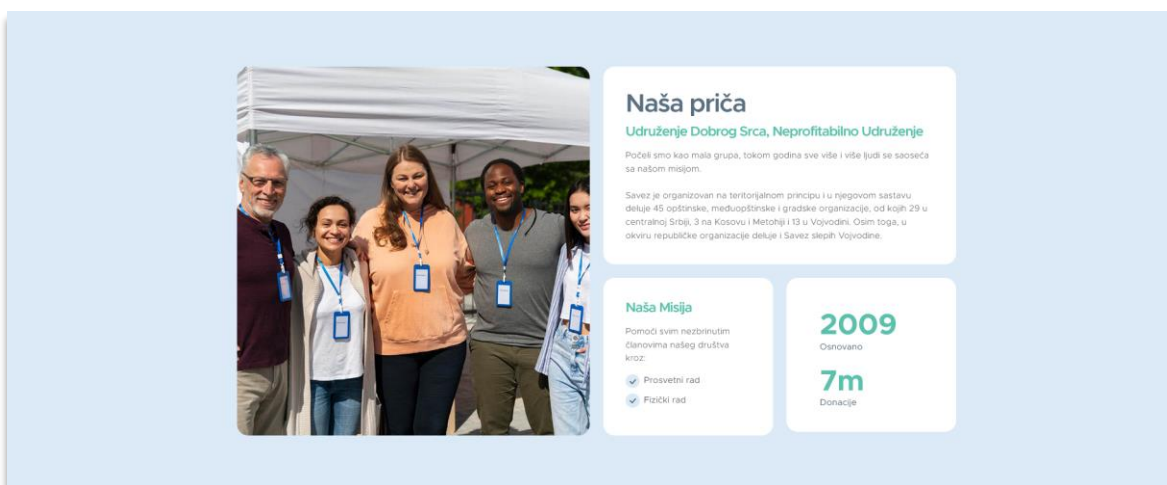 Naša priča
Udruženje Dobrog Srca, Neprofitabilno Udruženje
Počeli smo kao mala grupa, tokom godina sve više i više ljudi se saoseća
sa našom misijom.
Savez je organizovan na teritorijalnom principu i u njegovom sastavu
deluje 45 opštinske, međuopštinske i gradske organizacije, od kojih 29 u
centralnoj Srbiji, 3 na Kosovu i Metohiji i 13 u Vojvodini. Osim toga, u
okviru republičke organizacije deluje i Savez slepih Vojvodine.
Naša Misija
Pomoći svim nezbrinutim
članovima našeg društva
kroz:
Prosvetni rad
Fizički rad
2009
Osnovano
7m
Donacije